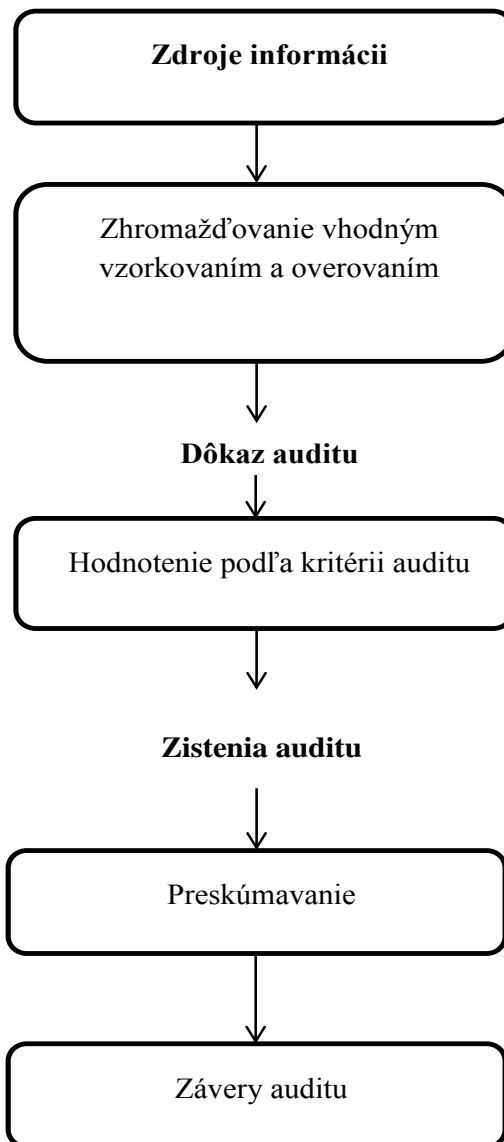 Zdroje informácii
Zhromažďovanie vhodným
vzorkovaním a overovaním
Dôkaz auditu
Hodnotenie podľa kritérii auditu
Zistenia auditu
Preskúmavanie
Závery auditu